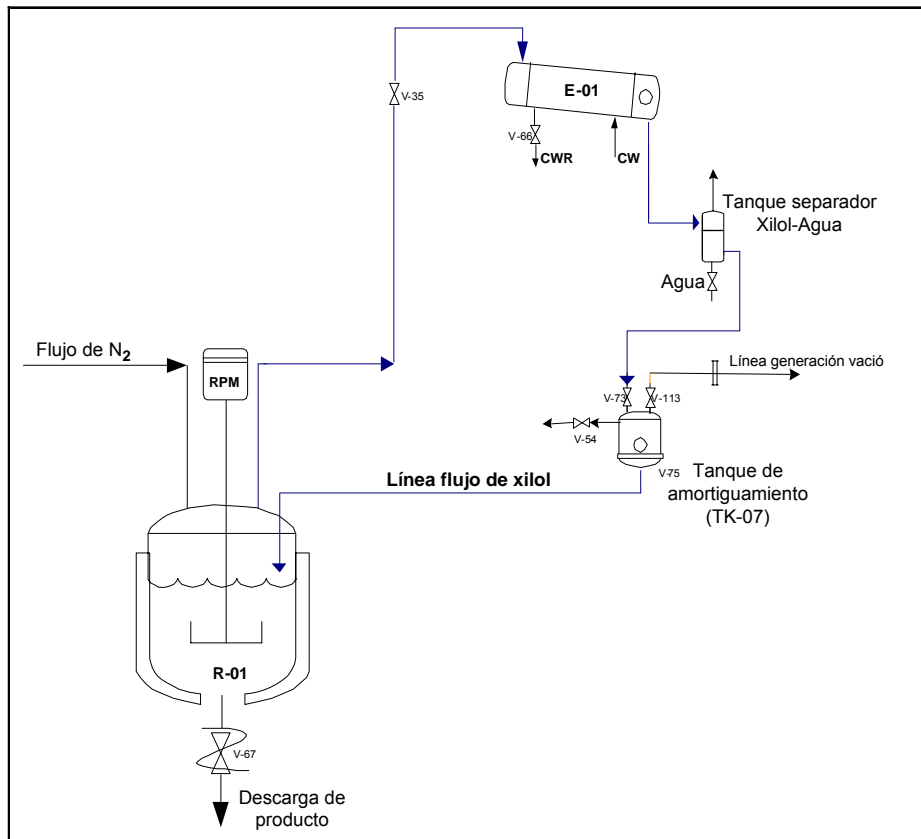 E-01
V-35
V-66
CWR
CW
Tanque separador
Xilol-Agua
Agua
Flujo de N2
RPM
Línea generación vació
V-73
V-113
V-54
V-75
Tanque de
amortiguamiento
(TK-07)
Línea flujo de xilol
R-01
V-67
Descarga de
producto